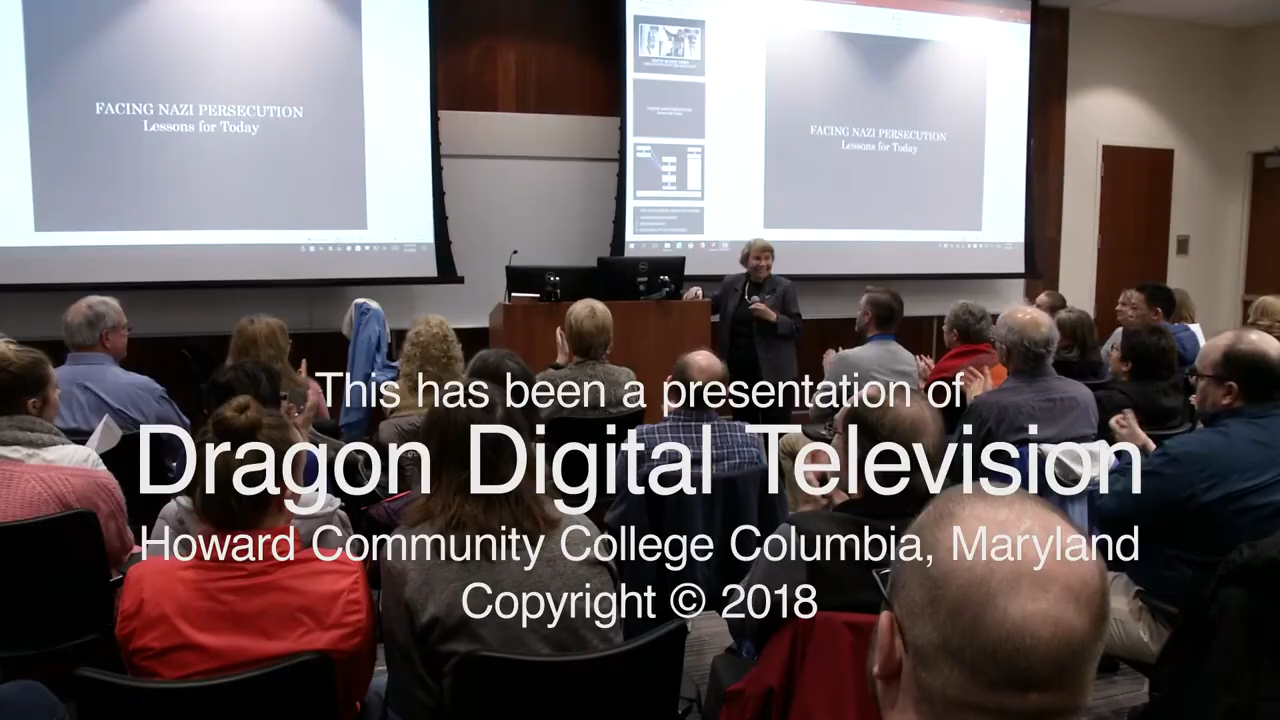 FACING NAZI PERSECUTION
Lessons for Today
FACING NAZI PERSECUTION
Lessons for Today
This has been a presentation of
Dragon Digital Television
Howard Community College Columbia, Maryland
Copyright © 2018